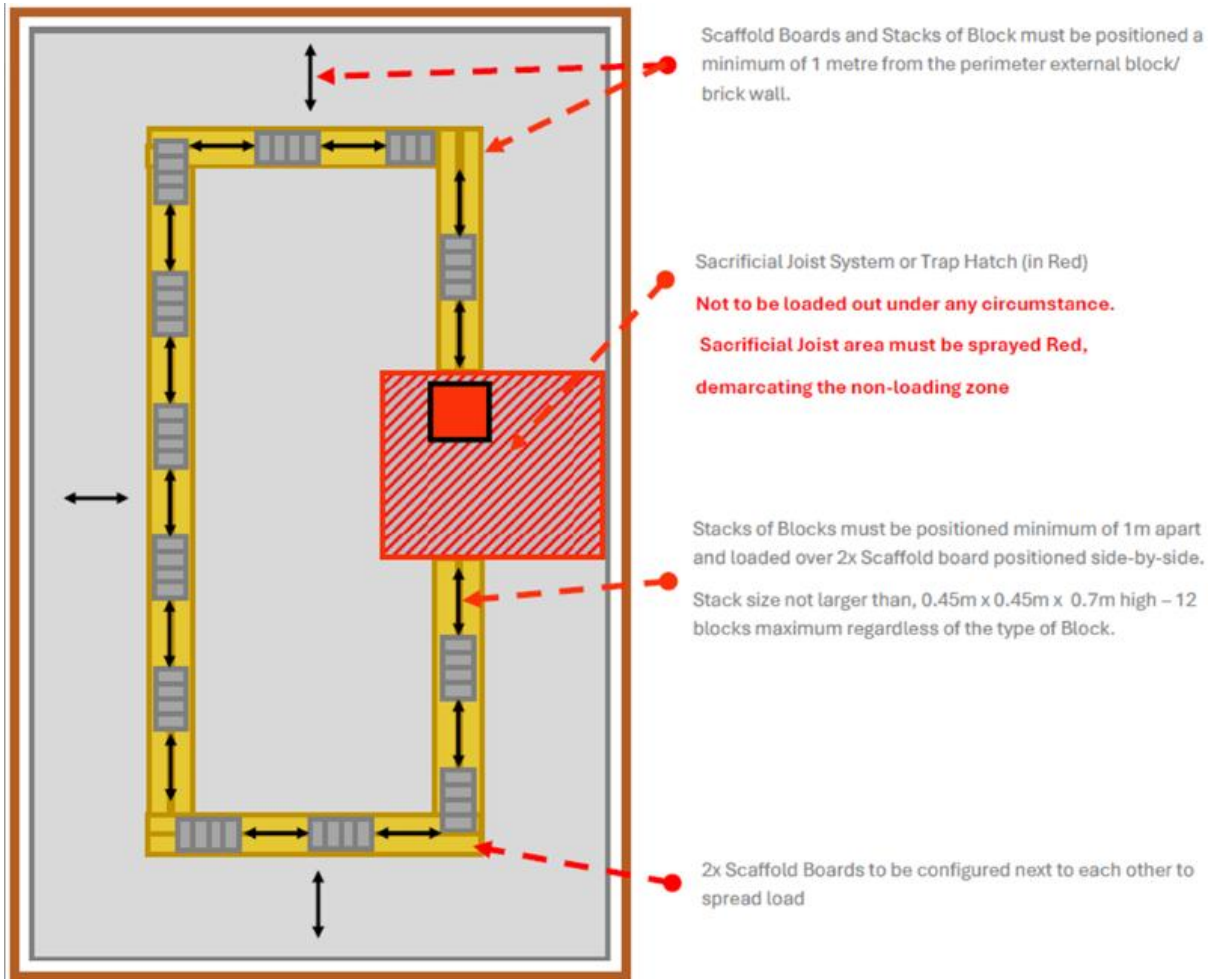 Scaffold Boards and Stacks of Block must be positioned a
minimum of 1 metre from the perimeter external block/
brick wall.
Sacrificial Joist System or Trap Hatch (in Red)
Not to be loaded out under any circumstance.
Sacrificial Joist area must be sprayed Red,
demarcating the non-loading zone
Stacks of Blocks must be positioned minimum of 1m apart
and loaded over 2x Scaffold board positioned side-by-side.
Stack size not larger than, 0.45m x 0.45m x 0.7m high – 12
blocks maximum regardless of the type of Block.
2x Scaffold Boards to be configured next to each other to
spread load